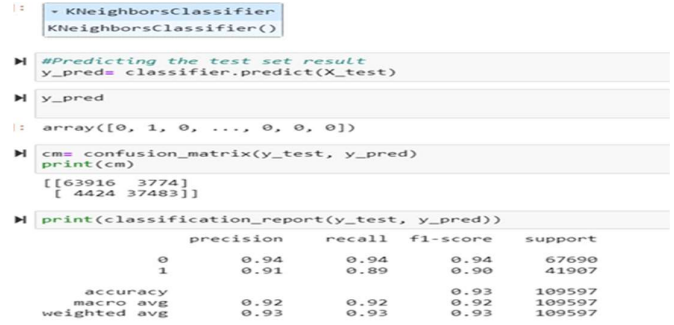 ▾ KNeighborsClassifier
KNeighborsClassifier()
#Predicting the test set result
y_pred= classifier.predict(X_test)
y_pred
array([0, 1, 0, ..., 0, 0, 0])
cm= confusion_matrix(y_test, y_pred)
print(cm)
[[63916  3774]
[ 4424 37483]]
print(classification_report(y_test, y_pred))
precision recall f1-score support
0 0.94 0.94 0.94 67690
1 0.91 0.89 0.90 41907
accuracy 0.93 109597
macro avg 0.92 0.92 0.92 109597
weighted avg 0.93 0.93 0.93 109597